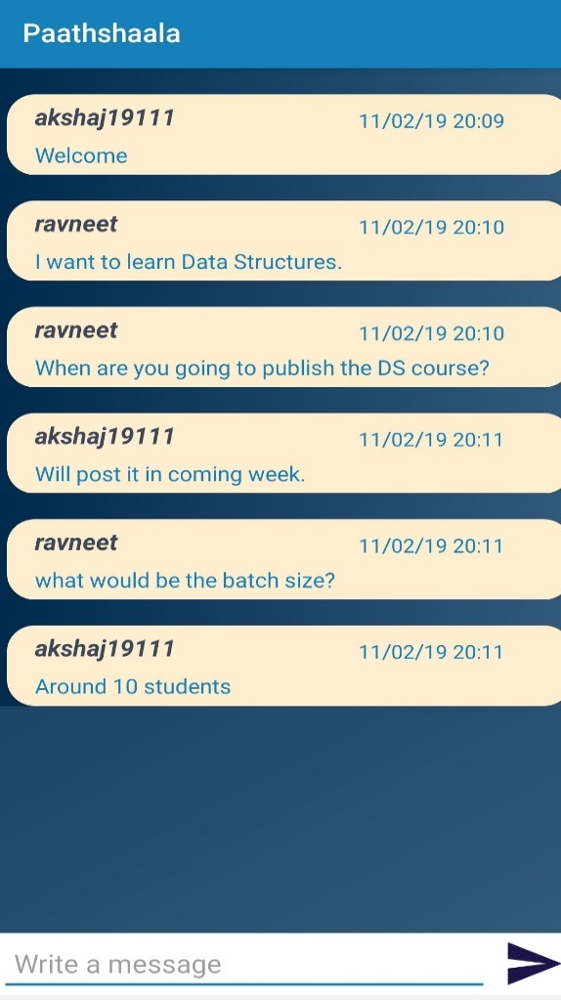 Paathshaala
akshaj19111 11/02/19 20:09
Welcome
ravneet 11/02/19 20:10
I want to learn Data Structures.
ravneet 11/02/19 20:10
When are you going to publish the DS course?
akshaj19111 11/02/19 20:11
Will post it in coming week.
ravneet 11/02/19 20:11
what would be the batch size?
akshaj19111 11/02/19 20:11
Around 10 students
Write a message